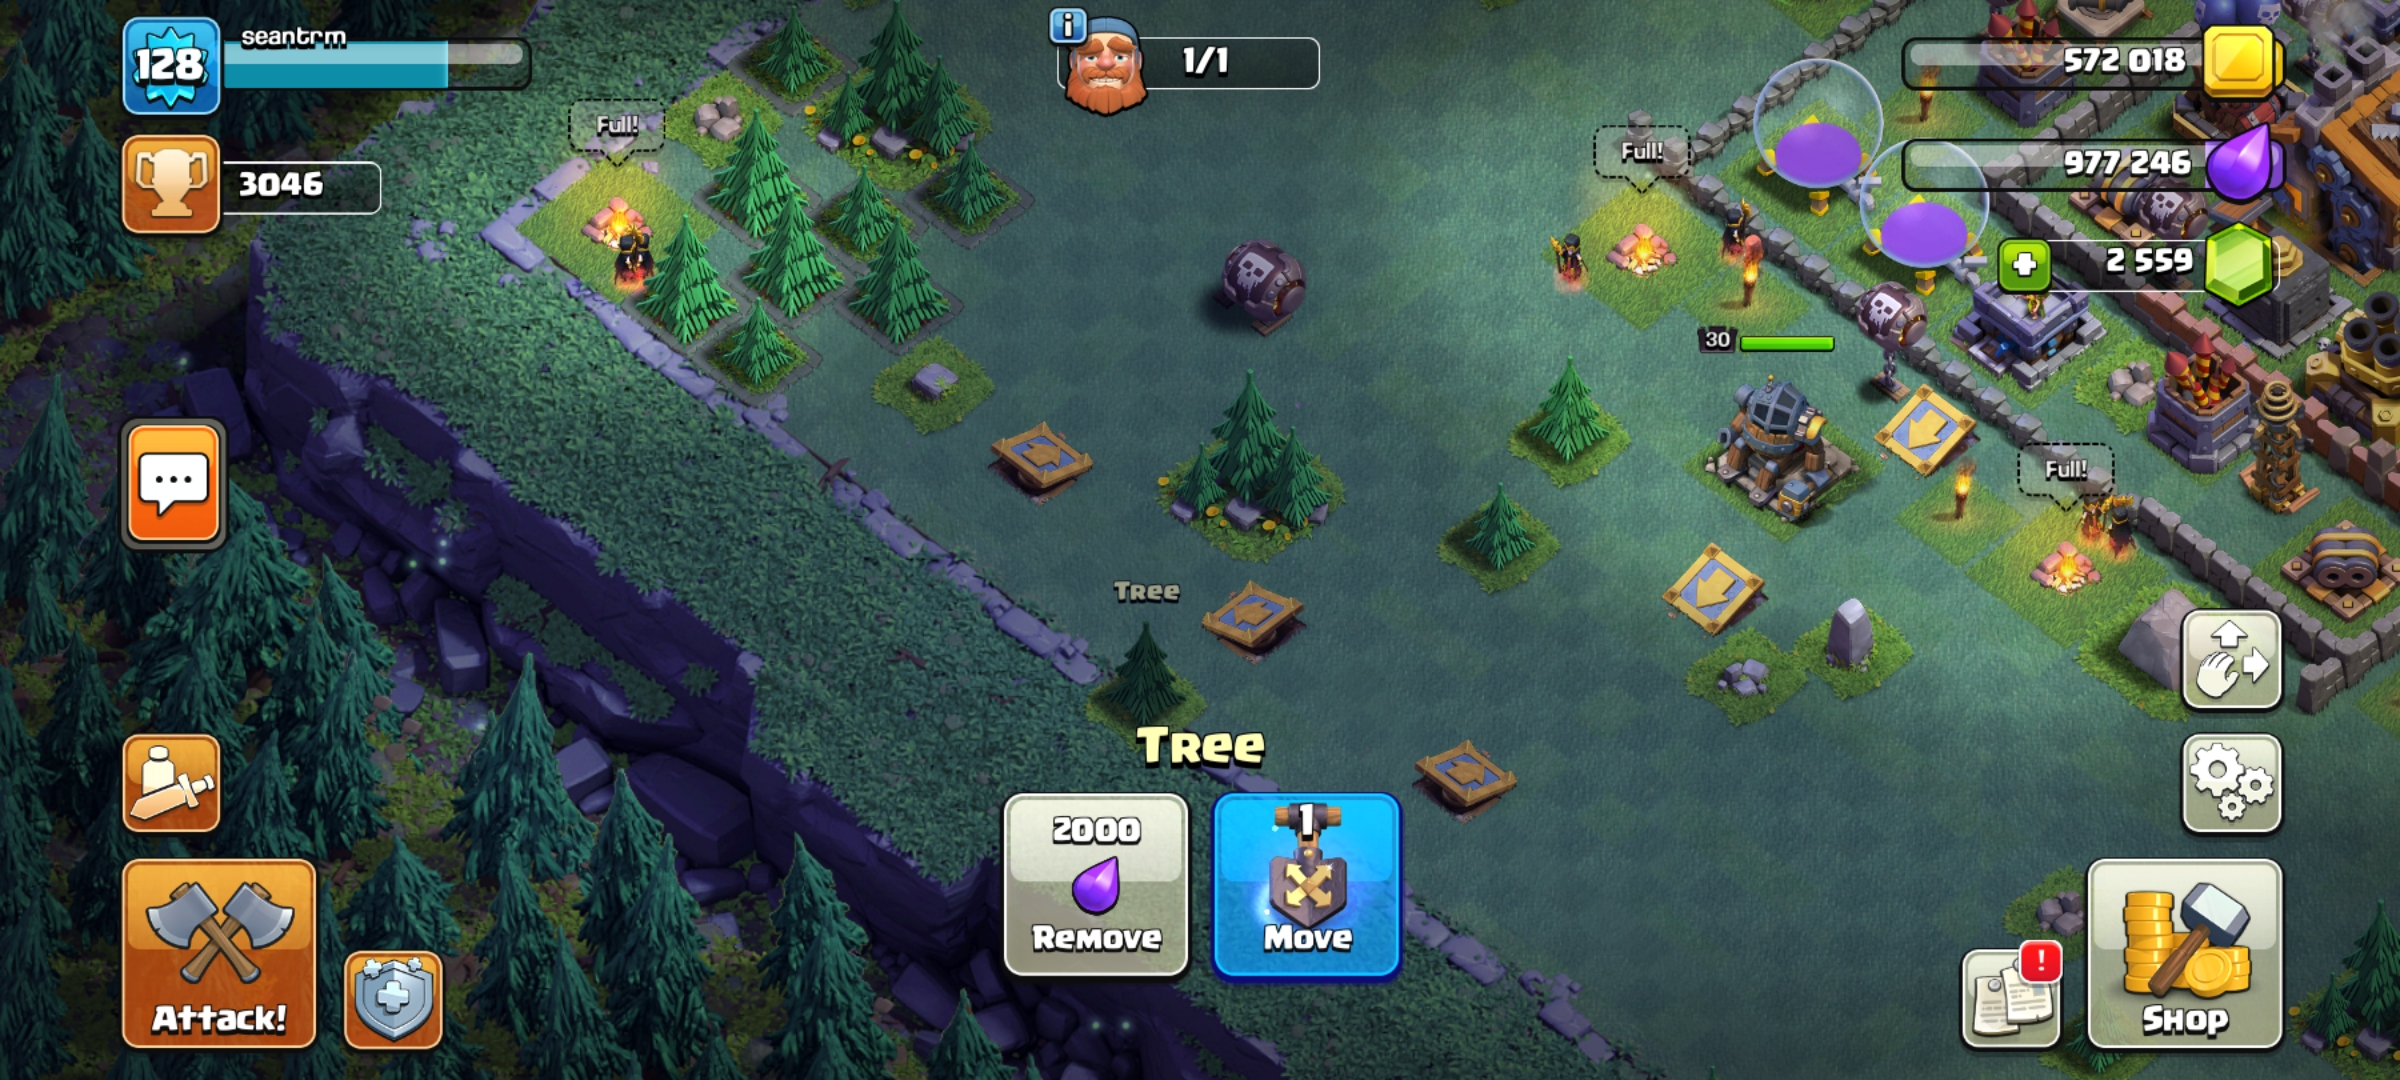 128
seantrm
i
1/1
572 018
3046
Full!
Full!
977 246
2 559
30
Full!
Tree
Tree
2000
Remove
1
Move
Attack!
!
Shop